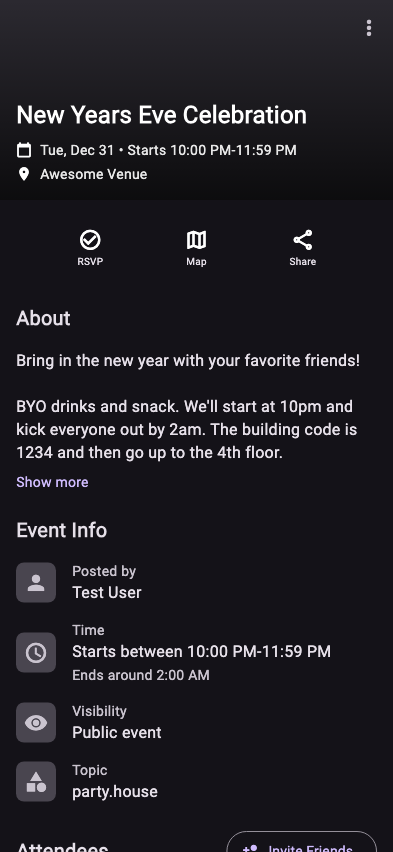 New Years Eve Celebration
Tue, Dec 31 • Starts 10:00 PM-11:59 PM
Awesome Venue
RSVP
Map
Share
About
Bring in the new year with your favorite friends!
BYO drinks and snack. We'll start at 10pm and
kick everyone out by 2am. The building code is
1234 and then go up to the 4th floor.
Show more
Event Info
Posted by
Test User
Time
Starts between 10:00 PM-11:59 PM
Ends around 2:00 AM
Visibility
Public event
Topic
party.house
Attendees
Invite Friends